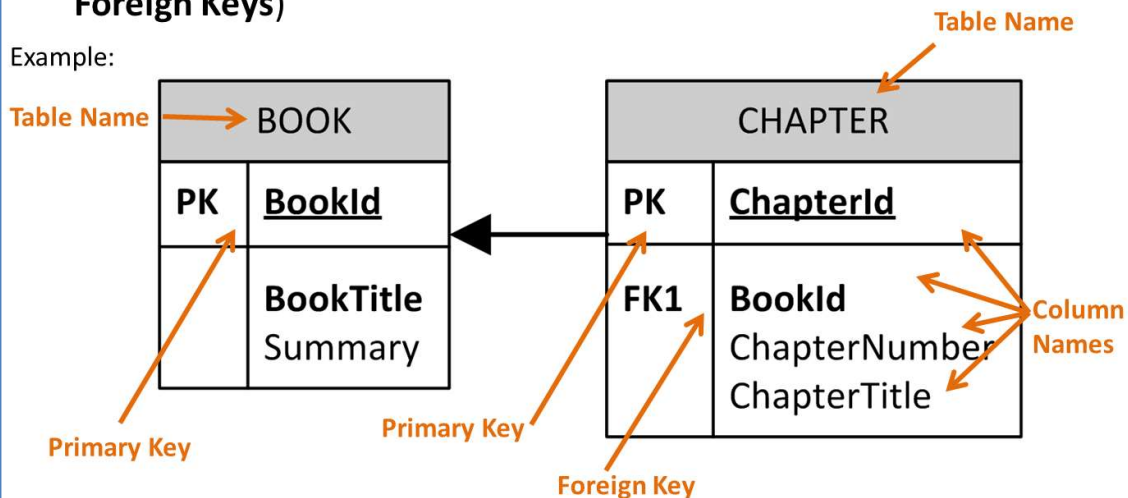 Foreign Keys)
Table Name
Example:
Table Name
BOOK
CHAPTER
PK BookId
PK ChapterId
BookTitle
Summary
FK1 BookId
ChapterNumber
ChapterTitle
Column
Names
Primary Key
Primary Key
Foreign Key